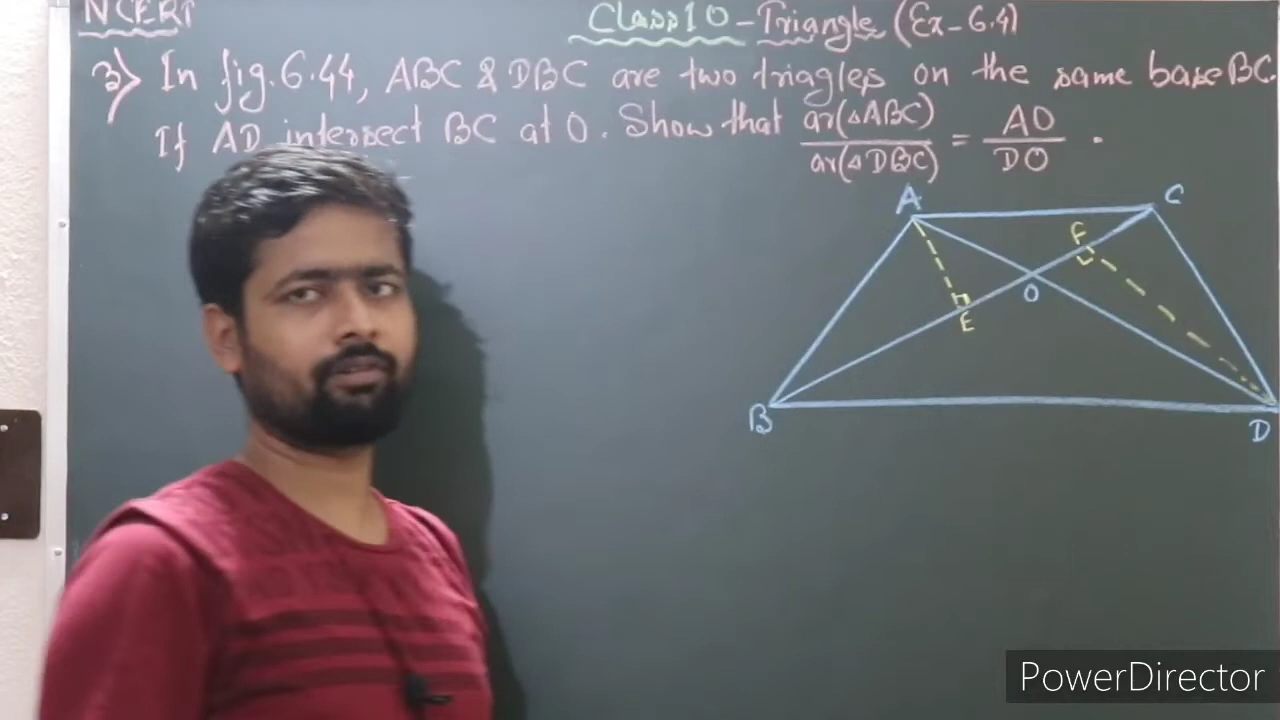 NCERT
Class 10 - Triangle (Ex-6.4)
3) In fig. 6.44, ABC & DBC are two triagles on the same base BC.
If AD intersect BC at O. Show that ar(△ABC)/ar(△DBC) = AO/DO .
A
C
F
O
E
B
D
PowerDirector